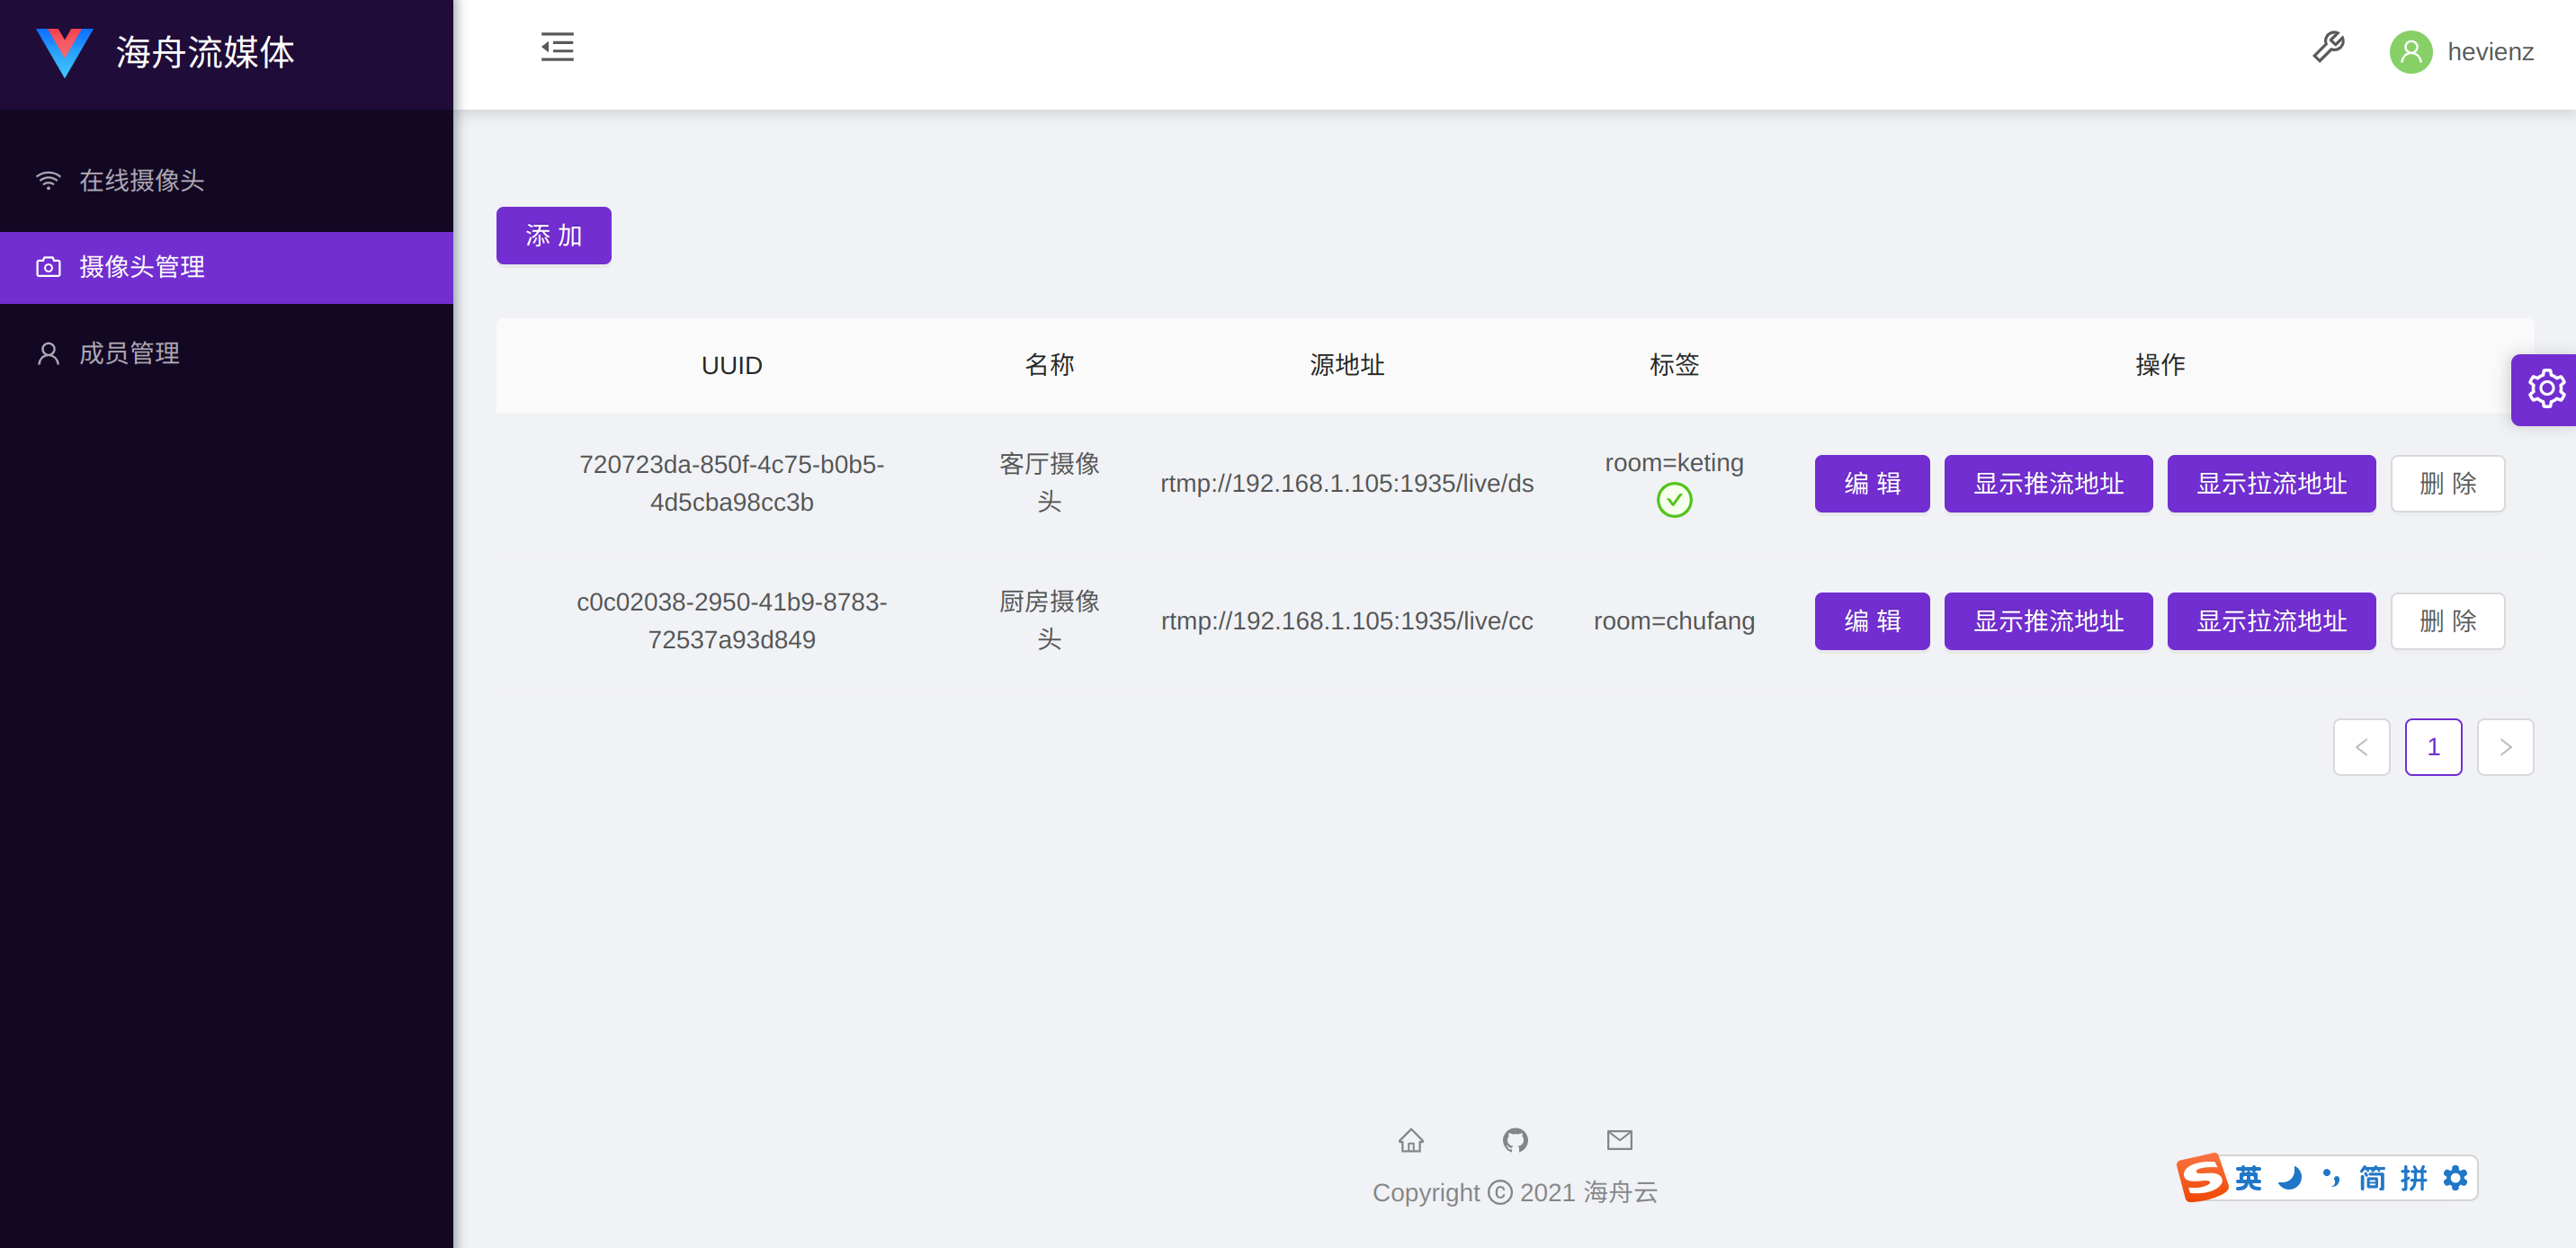 海舟流媒体
hevienz
在线摄像头
摄像头管理
成员管理
添 加
UUID 名称 源地址 标签 操作
720723da-850f-4c75-b0b5-
4d5cba98cc3b
客厅摄像
头
rtmp://192.168.1.105:1935/live/ds
room=keting
编 辑 显示推流地址 显示拉流地址 删 除
c0c02038-2950-41b9-8783-
72537a93d849
厨房摄像
头
rtmp://192.168.1.105:1935/live/cc
room=chufang
编 辑 显示推流地址 显示拉流地址 删 除
< 1 >
Copyright © 2021 海舟云
S 英 简 拼